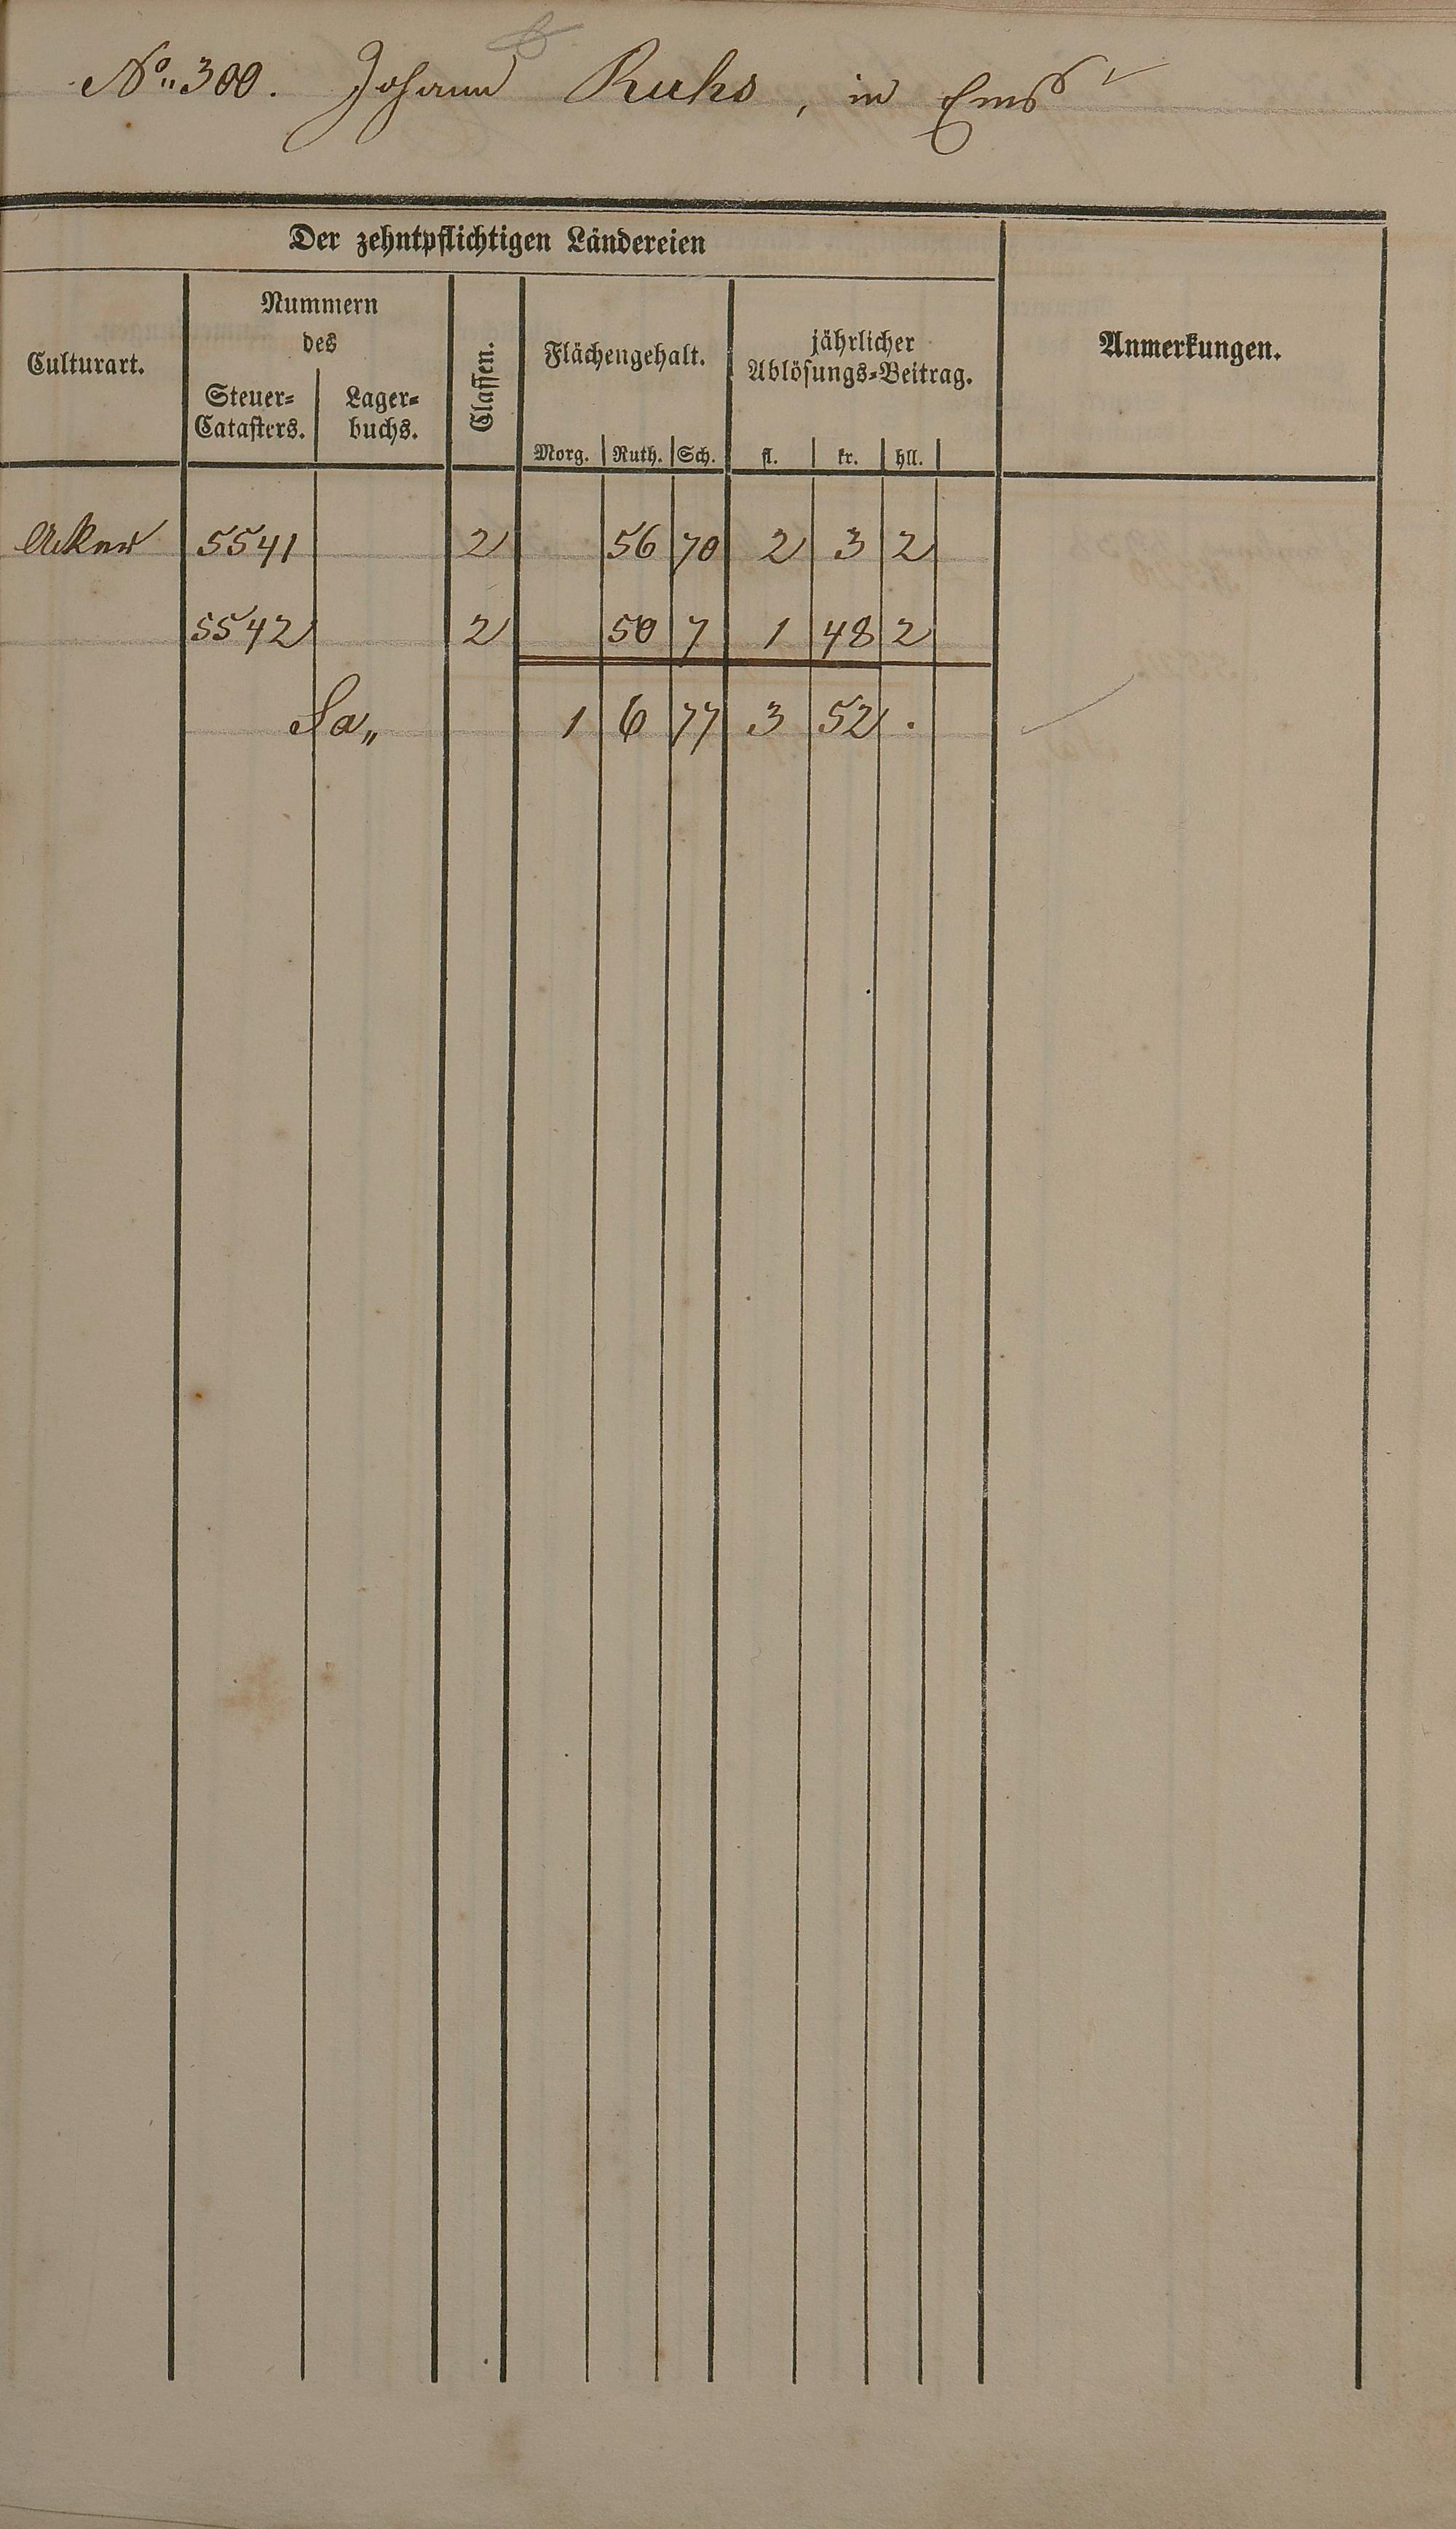 No. 300. Johann Ruhs, in Ems
Der zehntpflichtigen Ländereien
Culturart. Nummern des Steuer-Catasters. Lager-buchs. Classen. Flächengehalt. jährlicher Ablösungs-Beitrag. Anmerkungen.
Morg. Ruth. Sch. fl. kr. hll.
Acker 5541 2 56 70 2 3 2
5542 2 50 7 1 48 2
Sa„ 1 6 77 3 52 .